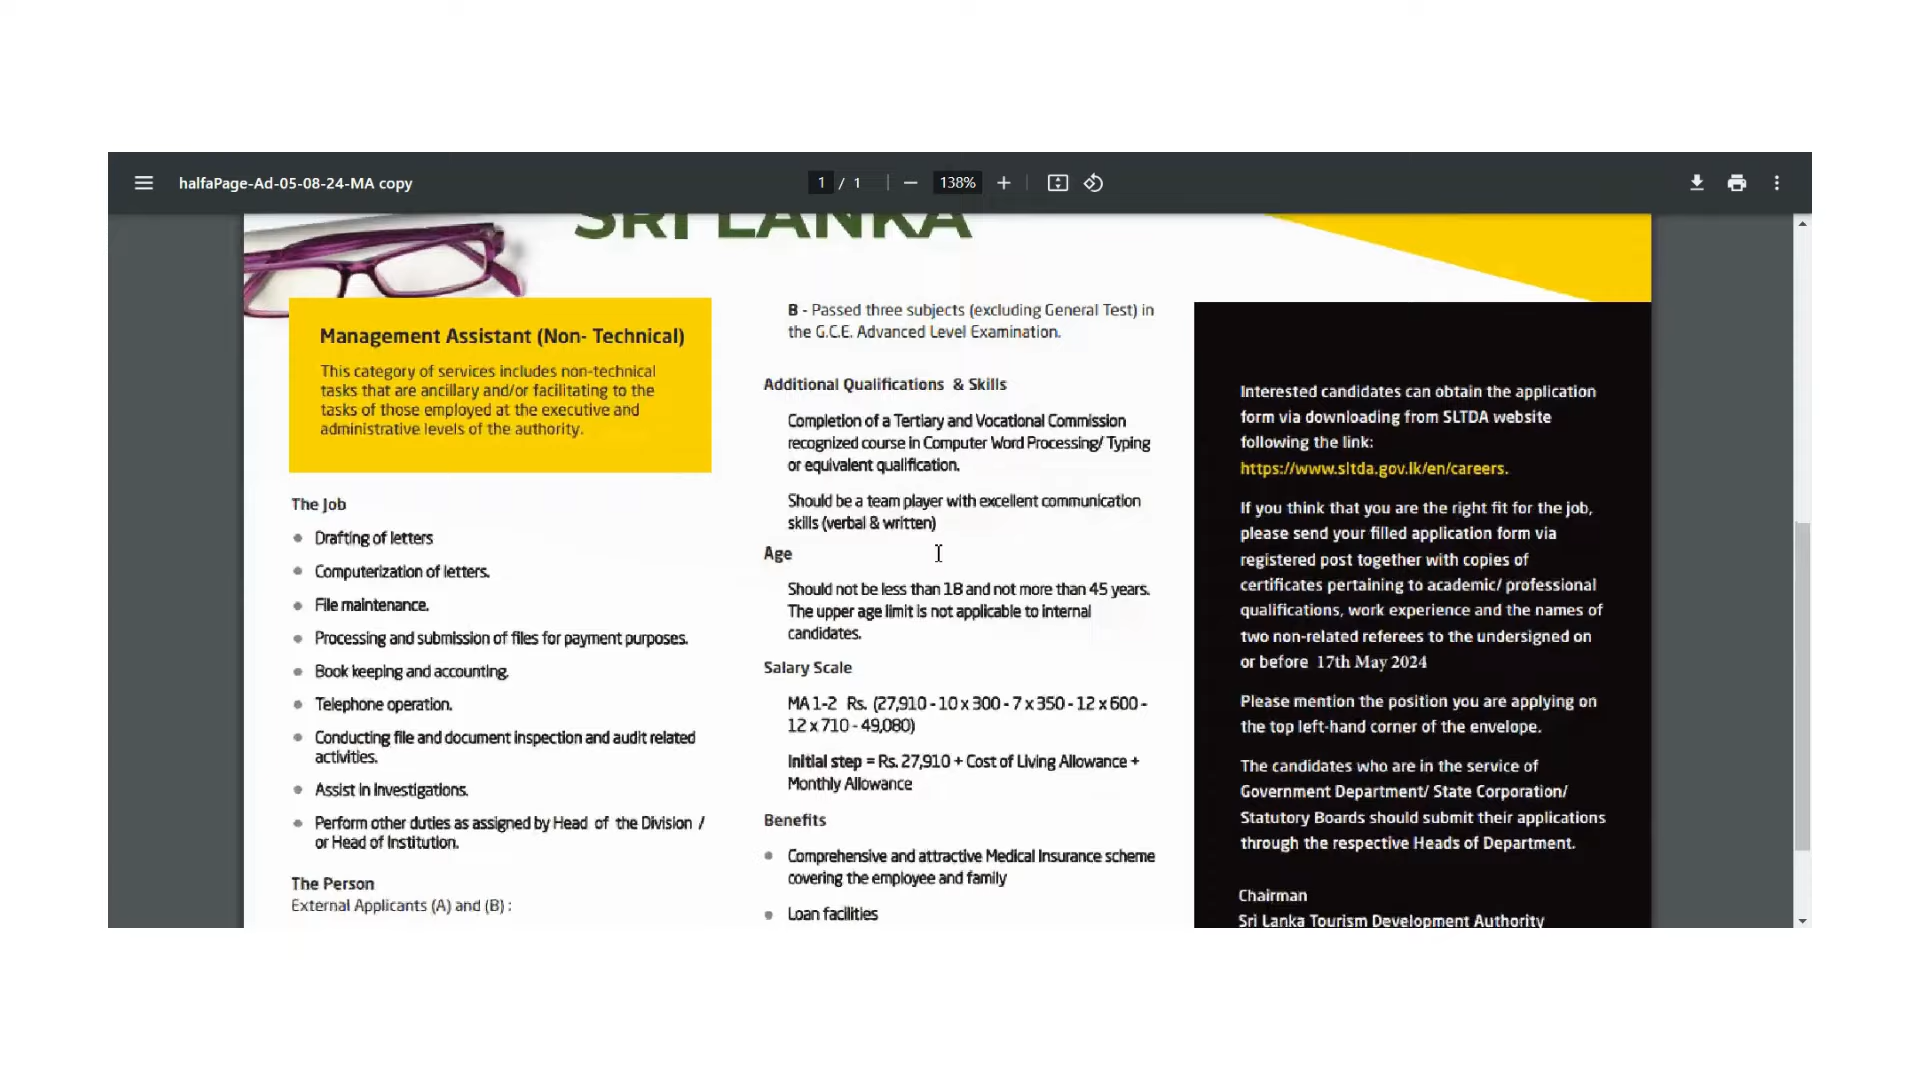 halfaPage-Ad-05-08-24-MA copy
1 / 1
138%
SRI LANKA
Management Assistant (Non- Technical)
This category of services includes non-technical
tasks that are ancillary and/or facilitating to the
tasks of those employed at the executive and
administrative levels of the authority.
The Job
Drafting of letters
Computerization of letters.
File maintenance.
Processing and submission of files for payment purposes.
Book keeping and accounting.
Telephone operation.
Conducting file and document inspection and audit related
activities.
Assist in investigations.
Perform other duties as assigned by Head of the Division /
or Head of Institution.
The Person
External Applicants (A) and (B) :
B - Passed three subjects (excluding General Test) in
the G.C.E. Advanced Level Examination.
Additional Qualifications & Skills
Completion of a Tertiary and Vocational Commission
recognized course in Computer Word Processing/ Typing
or equivalent qualification.
Should be a team player with excellent communication
skills (verbal & written)
Age
Should not be less than 18 and not more than 45 years.
The upper age limit is not applicable to internal
candidates.
Salary Scale
MA 1-2 Rs. (27,910 - 10 x 300 - 7 x 350 - 12 x 600 -
12 x 710 - 49,080)
Initial step = Rs. 27,910 + Cost of Living Allowance +
Monthly Allowance
Benefits
Comprehensive and attractive Medical Insurance scheme
covering the employee and family
Loan facilities
Interested candidates can obtain the application
form via downloading from SLTDA website
following the link:
https://www.sltda.gov.lk/en/careers.
If you think that you are the right fit for the job,
please send your filled application form via
registered post together with copies of
certificates pertaining to academic/ professional
qualifications, work experience and the names of
two non-related referees to the undersigned on
or before 17th May 2024
Please mention the position you are applying on
the top left-hand corner of the envelope.
The candidates who are in the service of
Government Department/ State Corporation/
Statutory Boards should submit their applications
through the respective Heads of Department.
Chairman
Sri Lanka Tourism Development Authority